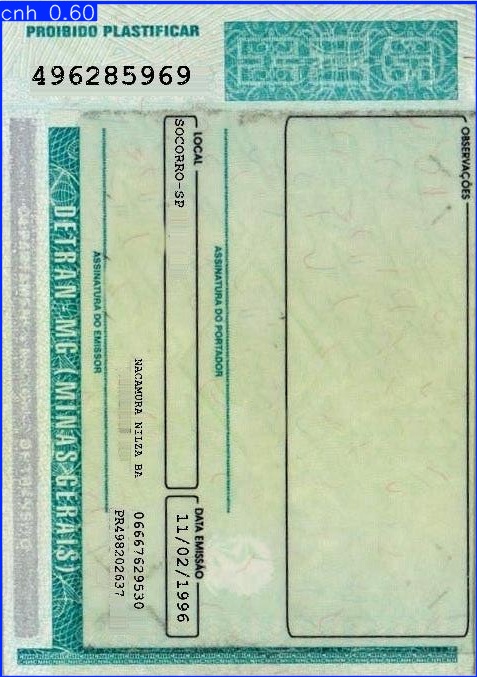 cnh 0.60
PROIBIDO PLASTIFICAR
496285969
OBSERVAÇÕES
ASSINATURA DO PORTADOR
LOCAL
SOCORRO-SP
DATA EMISSÃO
11/02/1996
NACAMURA NILZA BA
06667629530
PR498202637
ASSINATURA DO EMISSOR
DETRAN-MG (MINAS GERAIS)